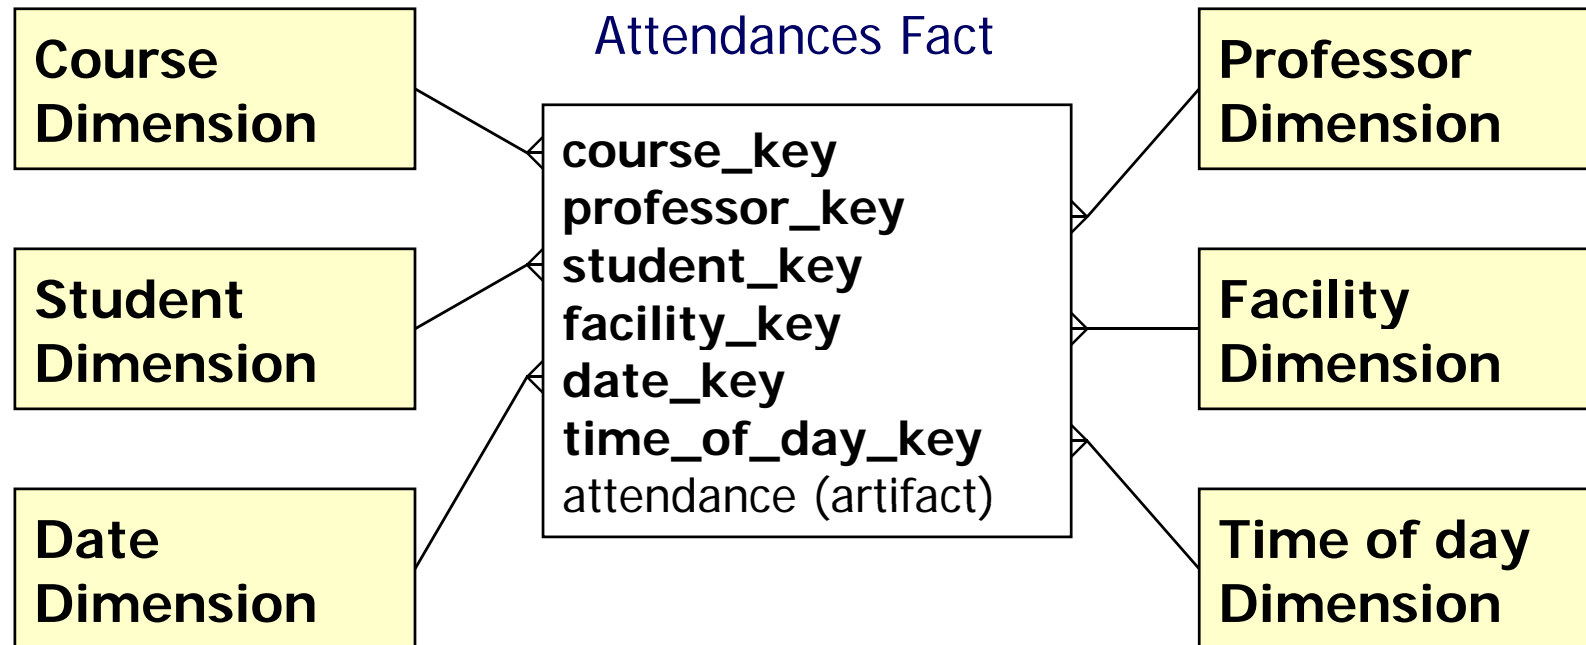 Attendances Fact
Course
Dimension
Student
Dimension
Date
Dimension
course_key
professor_key
student_key
facility_key
date_key
time_of_day_key
attendance (artifact)
Professor
Dimension
Facility
Dimension
Time of day
Dimension